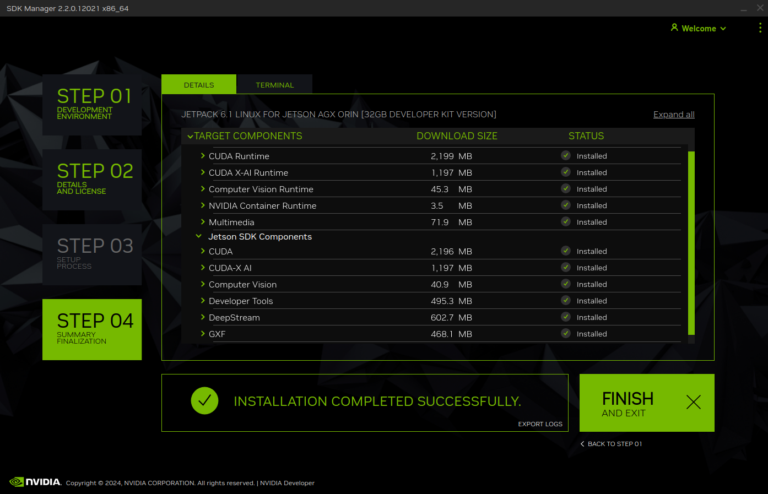 SDK Manager 2.2.0.12021 x86_64
Welcome
STEP 01
DEVELOPMENT
ENVIRONMENT
STEP 02
DETAILS
AND LICENSE
STEP 03
SETUP
PROCESS
STEP 04
SUMMARY
FINALIZATION
DETAILS TERMINAL
JETPACK 6.1 LINUX FOR JETSON AGX ORIN [32GB DEVELOPER KIT VERSION] Expand all
TARGET COMPONENTS DOWNLOAD SIZE STATUS
CUDA Runtime 2,199 MB Installed
CUDA X-AI Runtime 1,197 MB Installed
Computer Vision Runtime 45.3 MB Installed
NVIDIA Container Runtime 3.5 MB Installed
Multimedia 71.9 MB Installed
Jetson SDK Components
CUDA 2,196 MB Installed
CUDA-X AI 1,197 MB Installed
Computer Vision 40.9 MB Installed
Developer Tools 495.3 MB Installed
DeepStream 602.7 MB Installed
GXF 468.1 MB Installed
INSTALLATION COMPLETED SUCCESSFULLY.
EXPORT LOGS
FINISH
AND EXIT
BACK TO STEP 01
NVIDIA. Copyright © 2024, NVIDIA CORPORATION. All rights reserved. | NVIDIA Developer